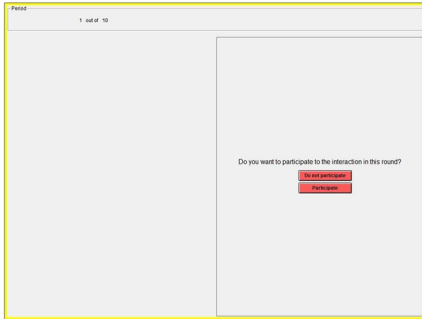 Period
1 out of 10
Do you want to participate to the interaction in this round?
Do not participate
Participate